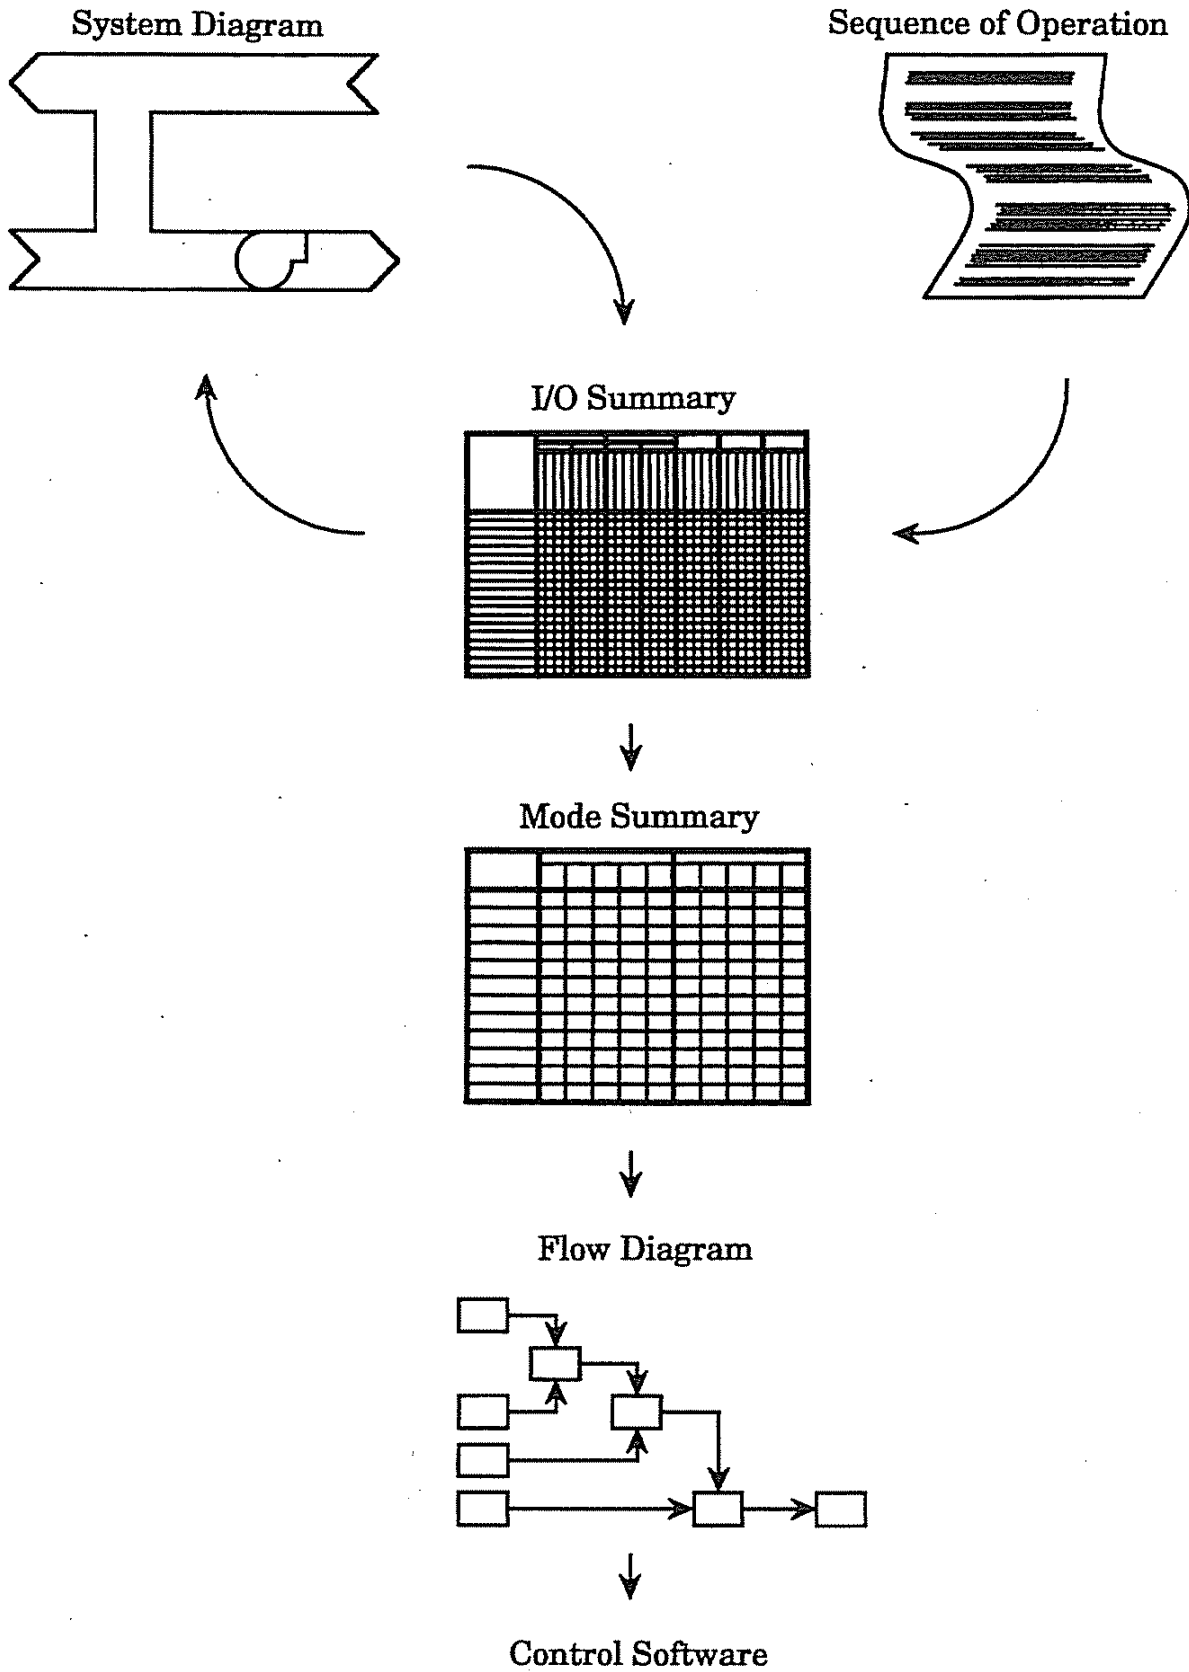 System Diagram
Sequence of Operation
I/O Summary
Mode Summary
Flow Diagram
Control Software